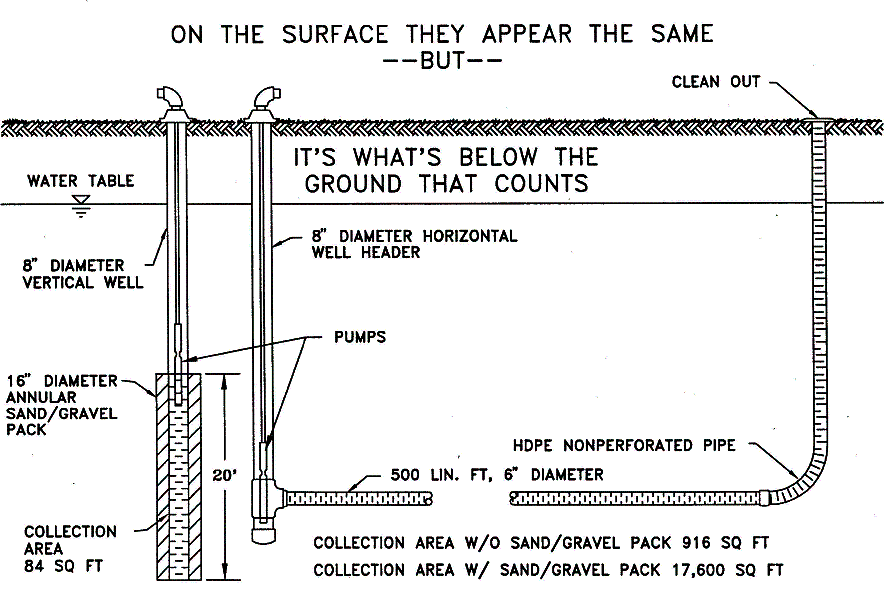 ON THE SURFACE THEY APPEAR THE SAME
--BUT--
CLEAN OUT
IT'S WHAT'S BELOW THE
GROUND THAT COUNTS
WATER TABLE
8" DIAMETER HORIZONTAL
WELL HEADER
8" DIAMETER
VERTICAL WELL
PUMPS
16" DIAMETER
ANNULAR
SAND/GRAVEL
PACK
HDPE NONPERFORATED PIPE
20'
500 LIN. FT, 6" DIAMETER
COLLECTION
AREA
84 SQ FT
COLLECTION AREA W/O SAND/GRAVEL PACK 916 SQ FT
COLLECTION AREA W/ SAND/GRAVEL PACK 17,600 SQ FT